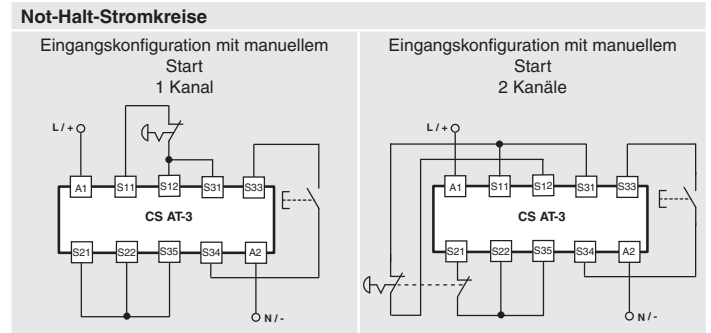 Not-Halt-Stromkreise
Eingangskonfiguration mit manuellem
Start
1 Kanal
L / +
A1 S11 S12 S31 S33
CS AT-3
S21 S22 S35 S34 A2
N / -
Eingangskonfiguration mit manuellem
Start
2 Kanäle
L / +
A1 S11 S12 S31 S33
CS AT-3
S21 S22 S35 S34 A2
N / -